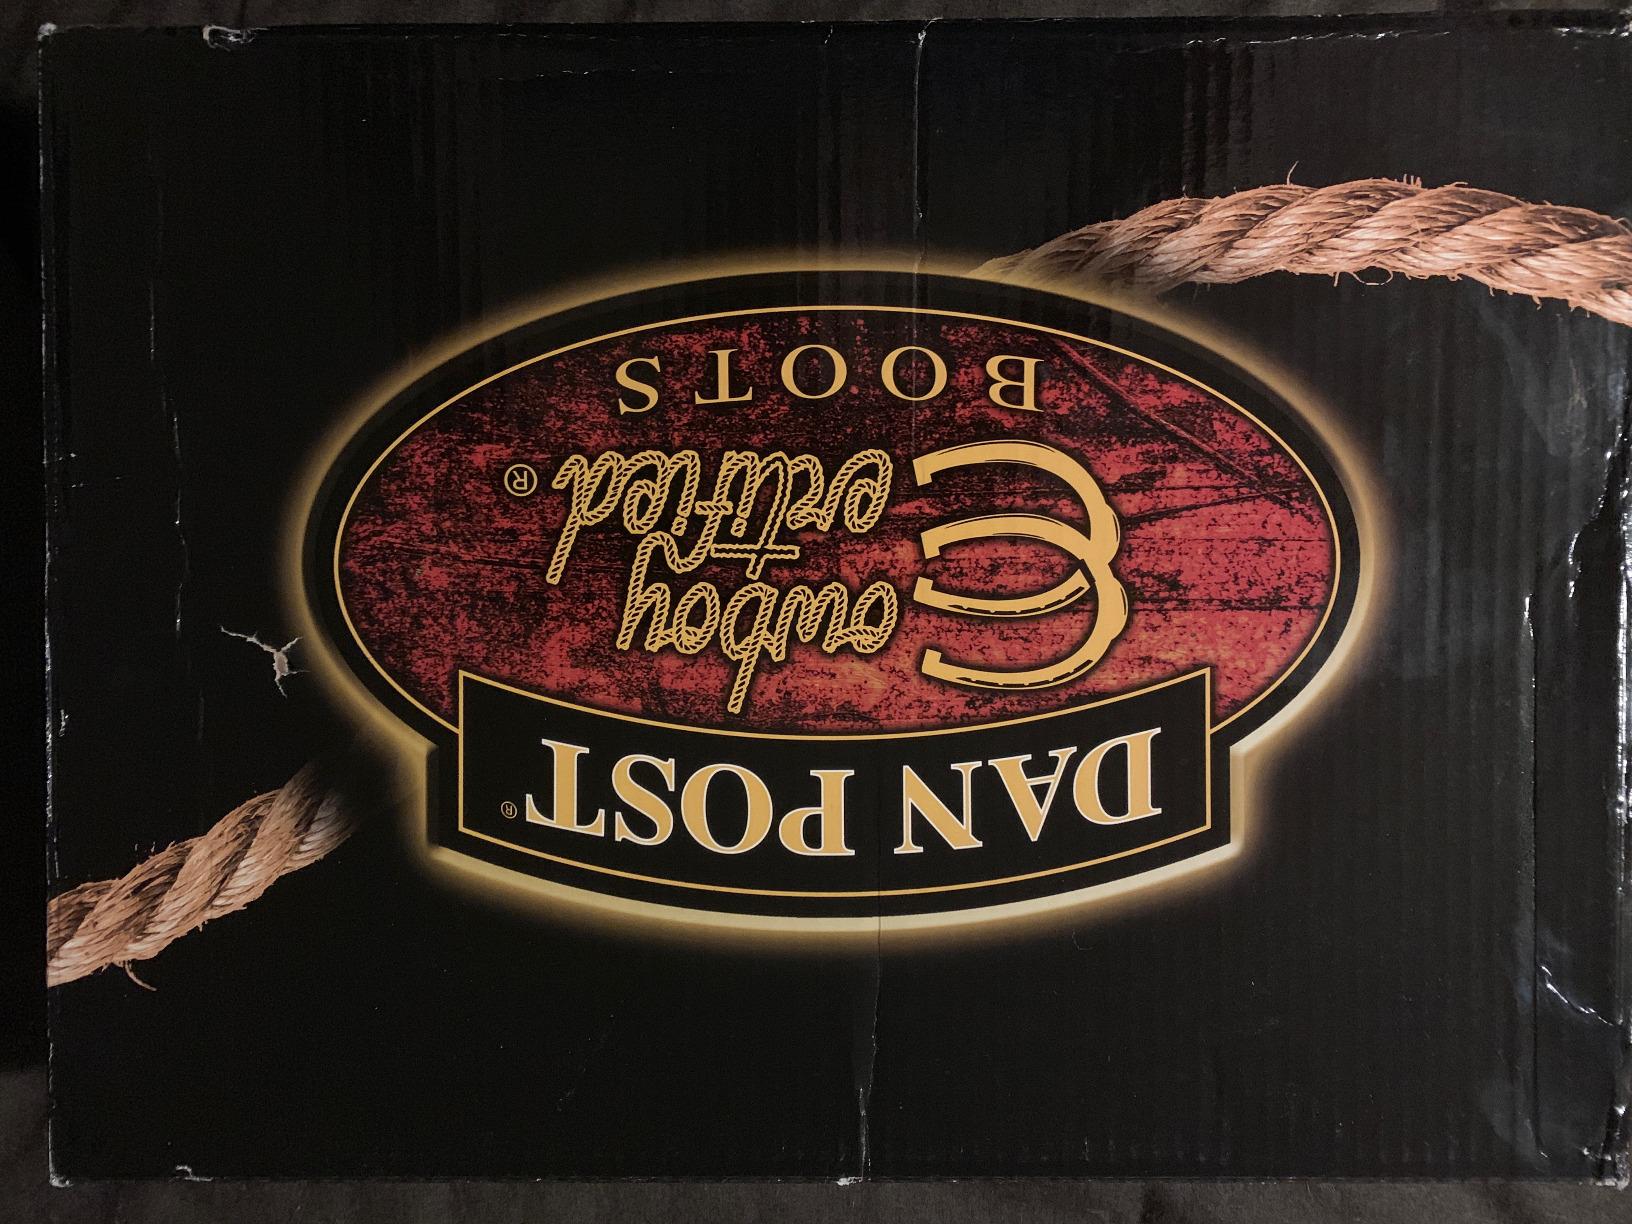 DAN POST®
Cowboy
Certified®
BOOTS